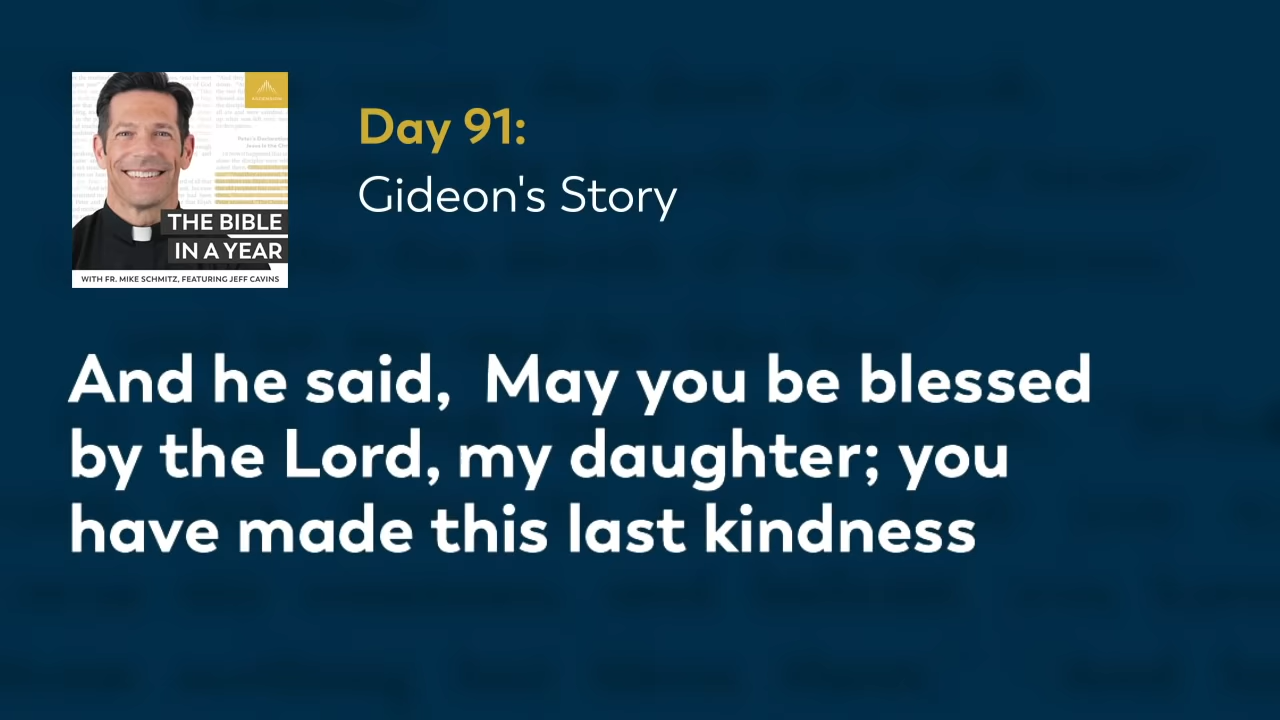 Day 91:
Gideon's Story
THE BIBLE
IN A YEAR
WITH FR. MIKE SCHMITZ, FEATURING JEFF CAVINS
And he said,  May you be blessed
by the Lord, my daughter; you
have made this last kindness